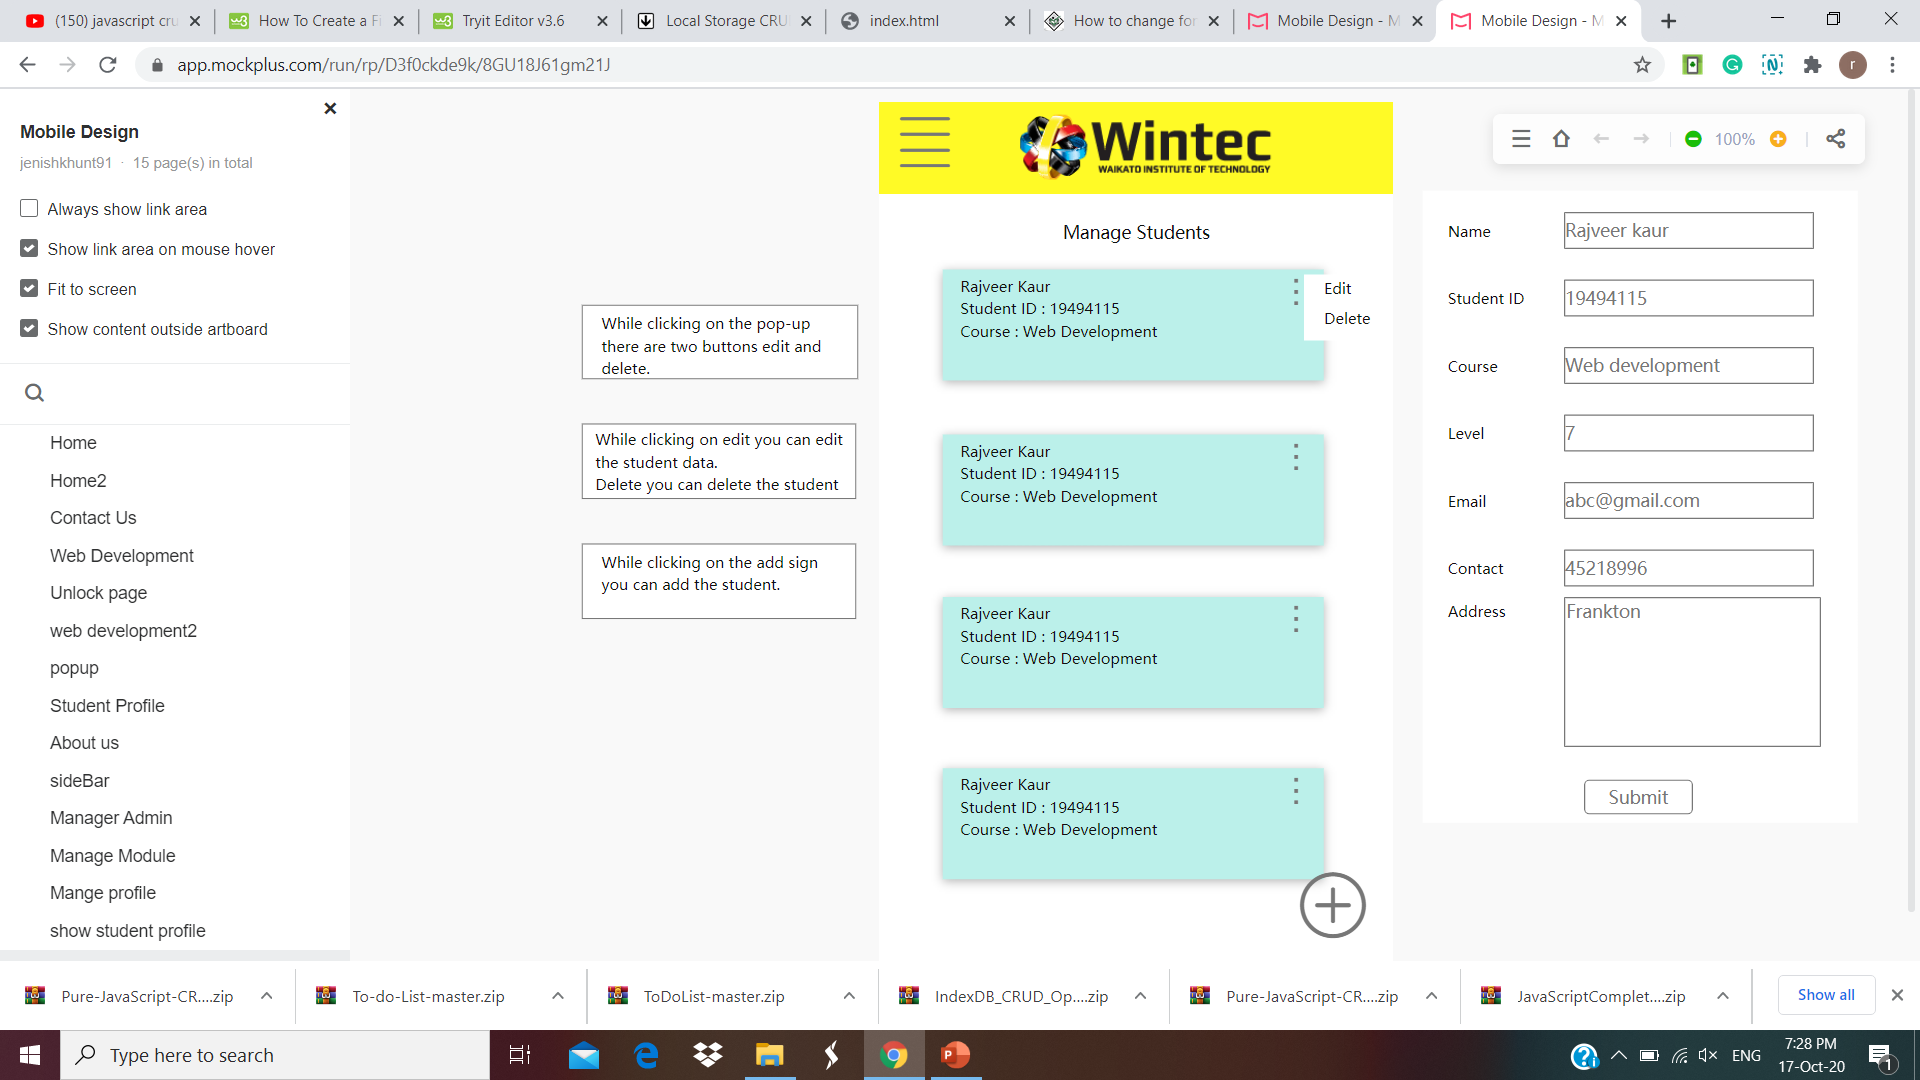 (150) javascript cru
How To Create a Fi
Tryit Editor v3.6
Local Storage CRU
index.html
How to change for
Mobile Design - M
Mobile Design - M
app.mockplus.com/run/rp/D3f0ckde9k/8GU18J61gm21J
r
Mobile Design
jenishkhunt91 · 15 page(s) in total
Always show link area
Show link area on mouse hover
Fit to screen
Show content outside artboard
Home
Home2
Contact Us
Web Development
Unlock page
web development2
popup
Student Profile
About us
sideBar
Manager Admin
Manage Module
Mange profile
show student profile
While clicking on the pop-up
there are two buttons edit and
delete.
While clicking on edit you can edit
the student data.
Delete you can delete the student
While clicking on the add sign
you can add the student.
Wintec
WAIKATO INSTITUTE OF TECHNOLOGY
Manage Students
Rajveer Kaur
Student ID : 19494115
Course : Web Development
Edit
Delete
Rajveer Kaur
Student ID : 19494115
Course : Web Development
Rajveer Kaur
Student ID : 19494115
Course : Web Development
Rajveer Kaur
Student ID : 19494115
Course : Web Development
100%
Name
Rajveer kaur
Student ID
19494115
Course
Web development
Level
7
Email
abc@gmail.com
Contact
45218996
Address
Frankton
Submit
Pure-JavaScript-CR....zip
To-do-List-master.zip
ToDoList-master.zip
IndexDB_CRUD_Op....zip
Pure-JavaScript-CR....zip
JavaScriptComplet....zip
Show all
Type here to search
ENG
7:28 PM
17-Oct-20
1